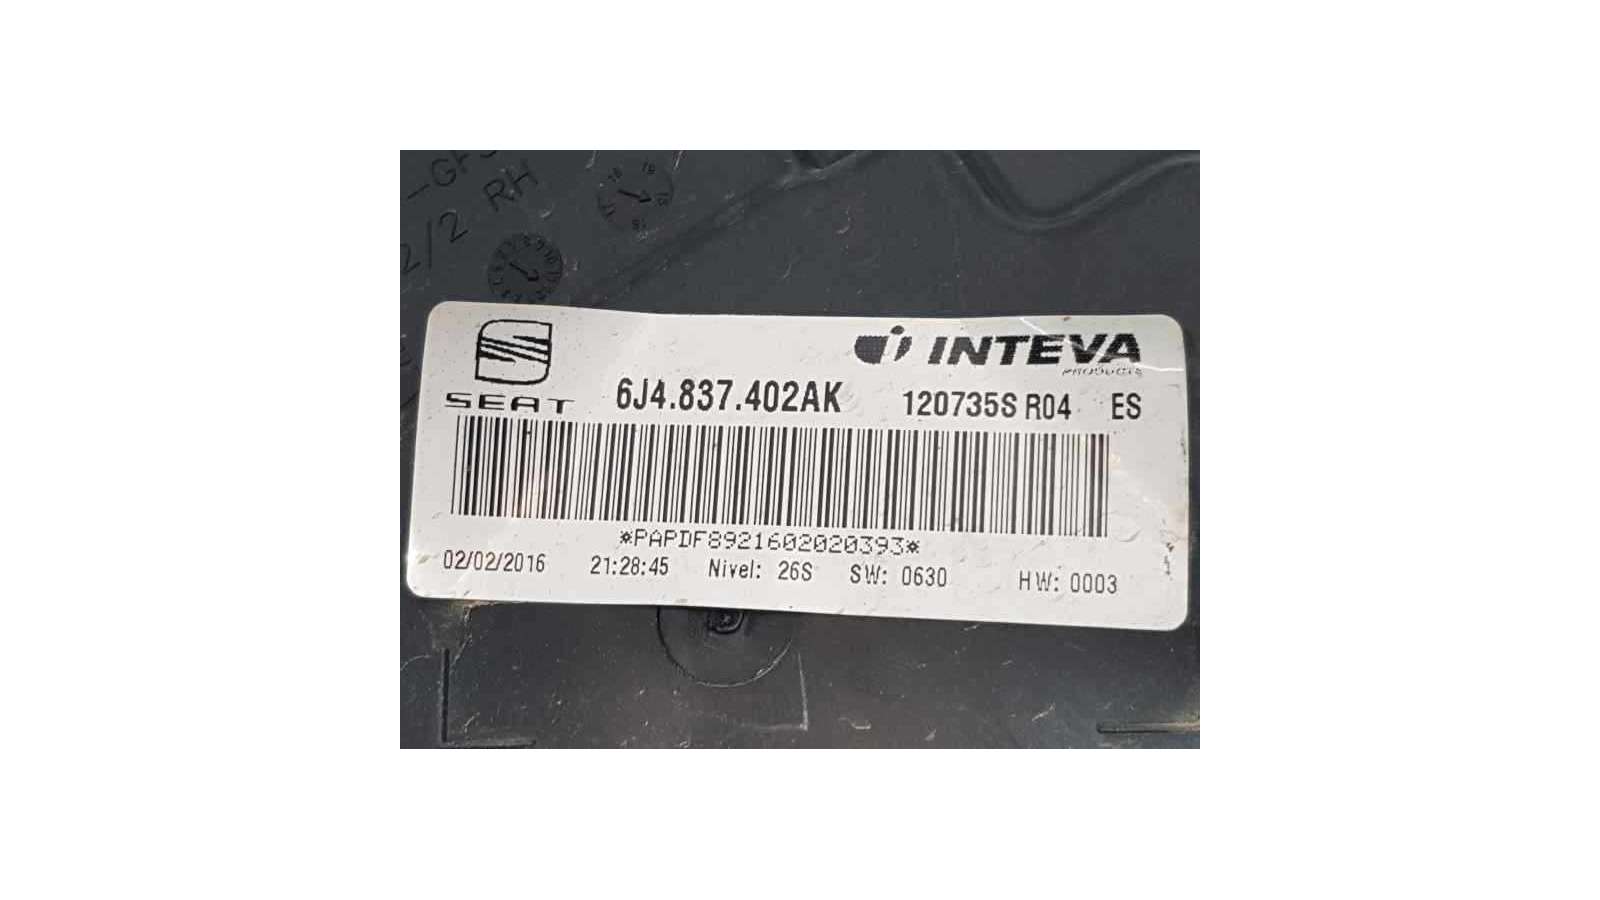 2/2 RH
SEAT
INTEVA
PRODUCTS
6J4.837.402AK 120735S R04 ES
*PAPDF8921602020393*
02/02/2016 21:28:45 Nivel: 26S SW: 0630 HW: 0003